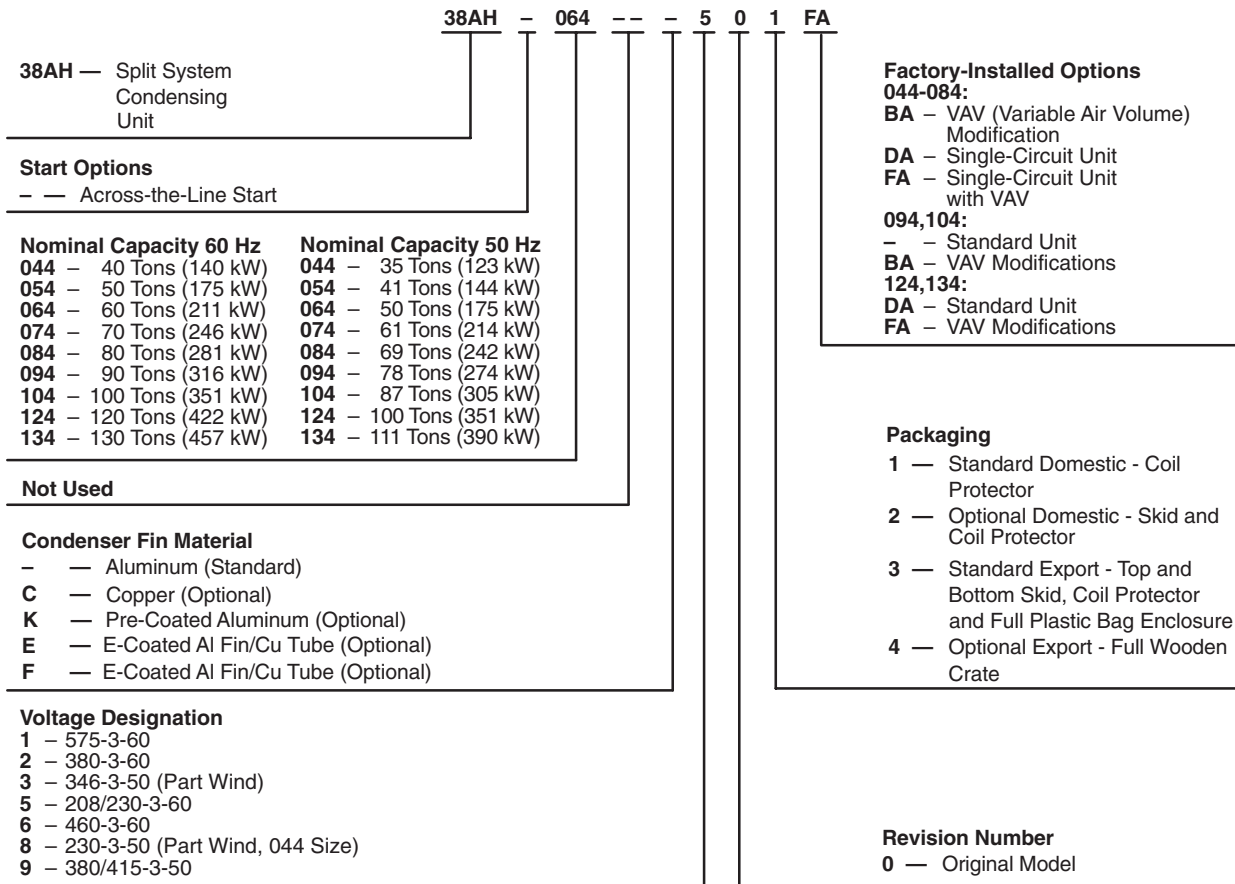 38AH – 064 – – – 5 0 1 FA
38AH — Split System
Condensing
Unit
Start Options
– — Across-the-Line Start
Nominal Capacity 60 Hz
044 – 40 Tons (140 kW)
054 – 50 Tons (175 kW)
064 – 60 Tons (211 kW)
074 – 70 Tons (246 kW)
084 – 80 Tons (281 kW)
094 – 90 Tons (316 kW)
104 – 100 Tons (351 kW)
124 – 120 Tons (422 kW)
134 – 130 Tons (457 kW)
Nominal Capacity 50 Hz
044 – 35 Tons (123 kW)
054 – 41 Tons (144 kW)
064 – 50 Tons (175 kW)
074 – 61 Tons (214 kW)
084 – 69 Tons (242 kW)
094 – 78 Tons (274 kW)
104 – 87 Tons (305 kW)
124 – 100 Tons (351 kW)
134 – 111 Tons (390 kW)
Not Used
Condenser Fin Material
– — Aluminum (Standard)
C — Copper (Optional)
K — Pre-Coated Aluminum (Optional)
E — E-Coated Al Fin/Cu Tube (Optional)
F — E-Coated Al Fin/Cu Tube (Optional)
Voltage Designation
1 – 575-3-60
2 – 380-3-60
3 – 346-3-50 (Part Wind)
5 – 208/230-3-60
6 – 460-3-60
8 – 230-3-50 (Part Wind, 044 Size)
9 – 380/415-3-50
Factory-Installed Options
044-084:
BA – VAV (Variable Air Volume)
Modification
DA – Single-Circuit Unit
FA – Single-Circuit Unit
with VAV
094,104:
– – Standard Unit
BA – VAV Modifications
124,134:
DA – Standard Unit
FA – VAV Modifications
Packaging
1 — Standard Domestic - Coil
Protector
2 — Optional Domestic - Skid and
Coil Protector
3 — Standard Export - Top and
Bottom Skid, Coil Protector
and Full Plastic Bag Enclosure
4 — Optional Export - Full Wooden
Crate
Revision Number
0 — Original Model